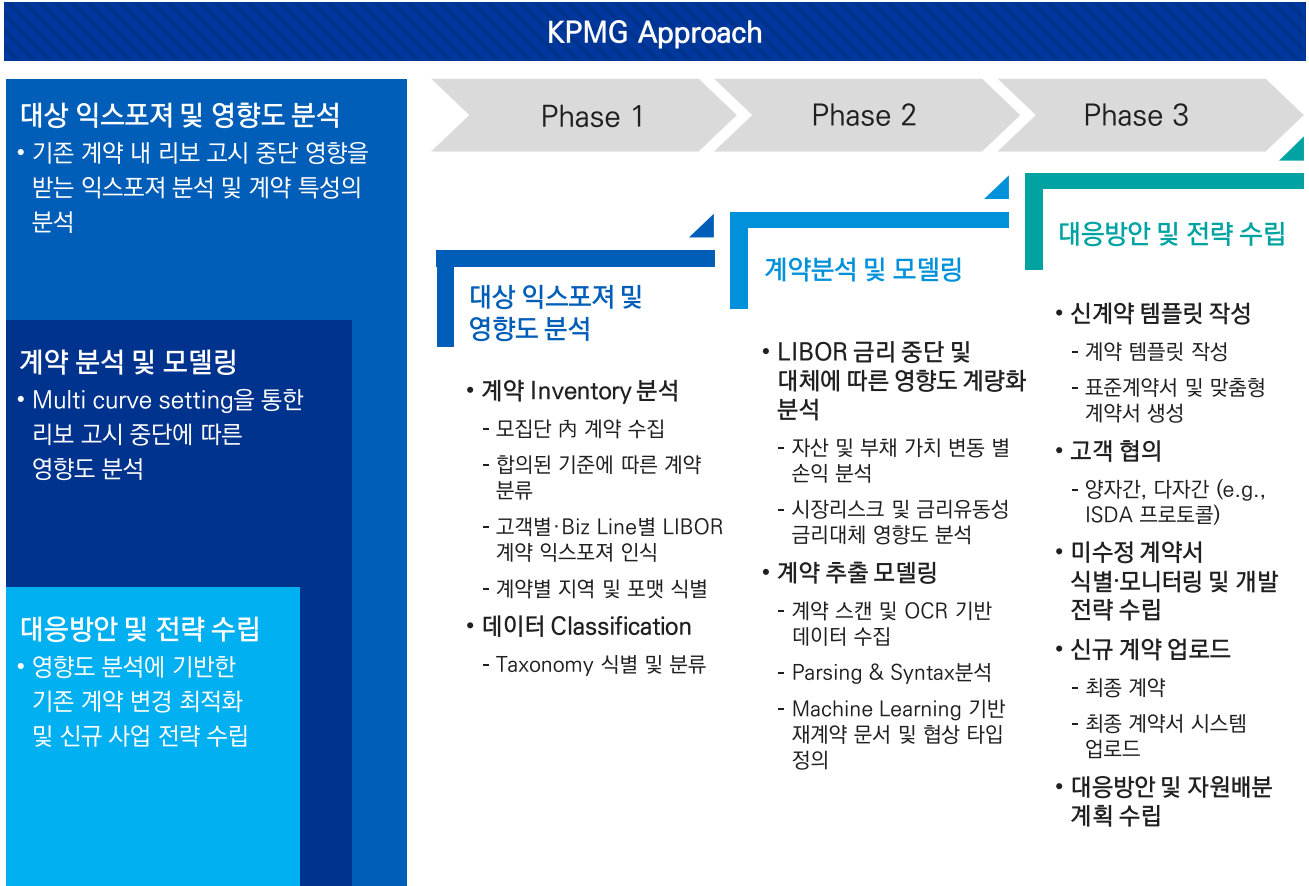 KPMG Approach
대상 익스포져 및 영향도 분석
• 기존 계약 내 리보 고시 중단 영향을
받는 익스포져 분석 및 계약 특성의
분석
계약 분석 및 모델링
• Multi curve setting을 통한
리보 고시 중단에 따른
영향도 분석
대응방안 및 전략 수립
• 영향도 분석에 기반한
기존 계약 변경 최적화
및 신규 사업 전략 수립
Phase 1
대상 익스포져 및
영향도 분석
• 계약 Inventory 분석
- 모집단 內 계약 수집
- 합의된 기준에 따른 계약
분류
- 고객별·Biz Line별 LIBOR
계약 익스포져 인식
- 계약별 지역 및 포맷 식별
• 데이터 Classification
- Taxonomy 식별 및 분류
Phase 2
계약분석 및 모델링
• LIBOR 금리 중단 및
대체에 따른 영향도 계량화
분석
- 자산 및 부채 가치 변동 별
손익 분석
- 시장리스크 및 금리유동성
금리대체 영향도 분석
• 계약 추출 모델링
- 계약 스캔 및 OCR 기반
데이터 수집
- Parsing & Syntax분석
- Machine Learning 기반
재계약 문서 및 협상 타입
정의
Phase 3
대응방안 및 전략 수립
• 신계약 템플릿 작성
- 계약 템플릿 작성
- 표준계약서 및 맞춤형
계약서 생성
• 고객 협의
- 양자간, 다자간 (e.g.,
ISDA 프로토콜)
• 미수정 계약서
식별·모니터링 및 개발
전략 수립
• 신규 계약 업로드
- 최종 계약
- 최종 계약서 시스템
업로드
• 대응방안 및 자원배분
계획 수립